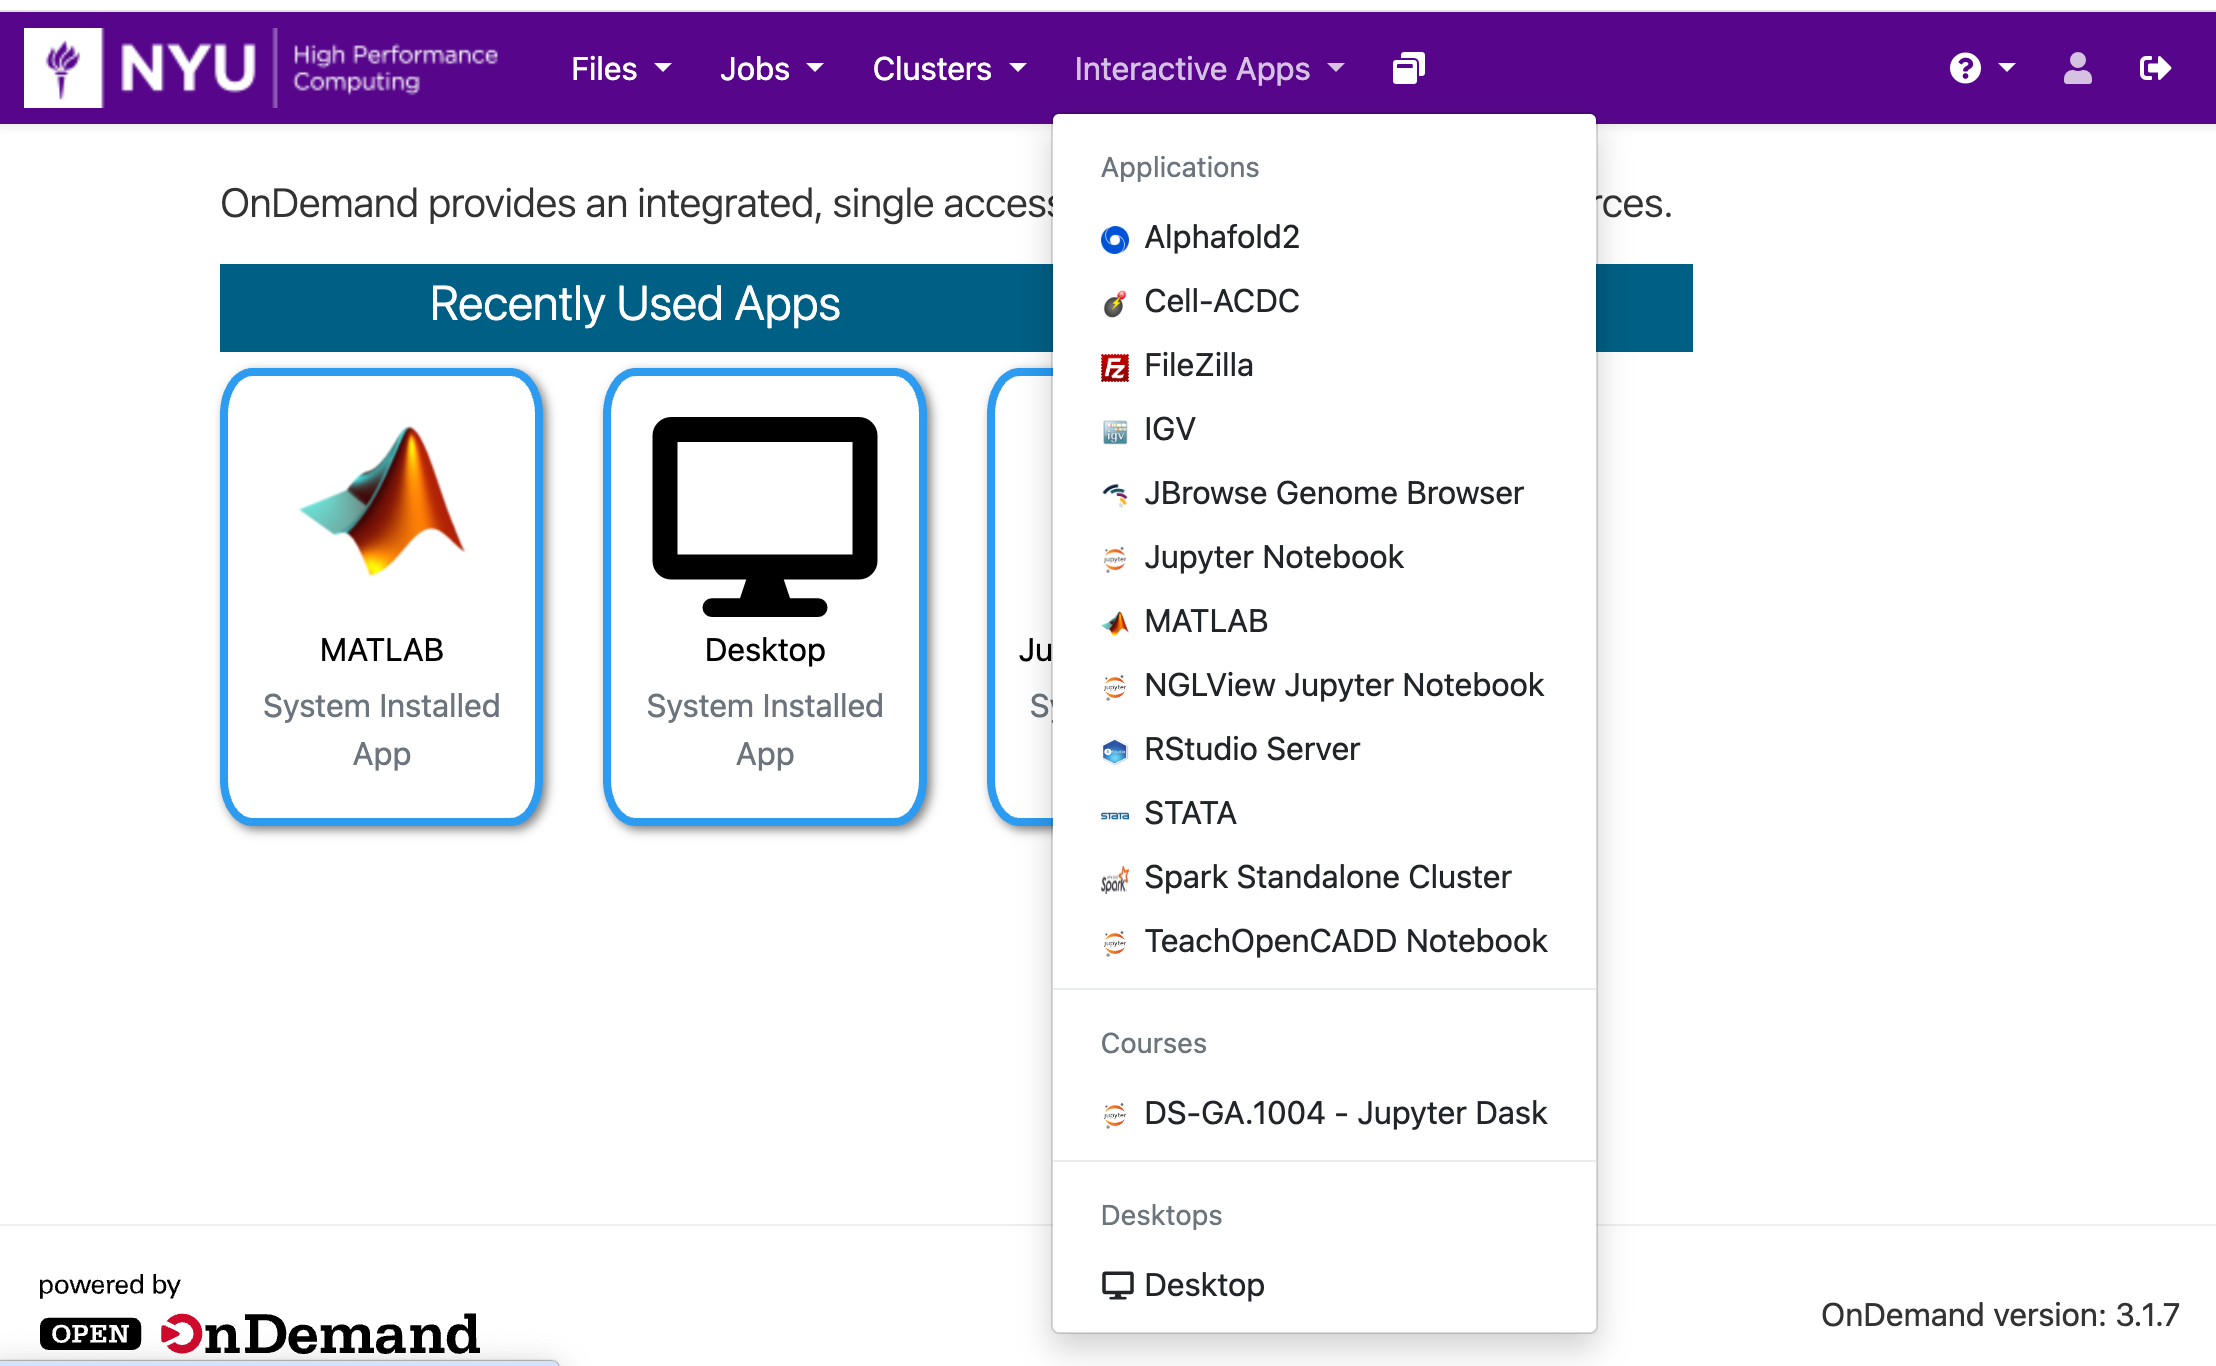 NYU
High Performance
Computing
Files
Jobs
Clusters
Interactive Apps
OnDemand provides an integrated, single access
rces.
Recently Used Apps
MATLAB
System Installed
App
Desktop
System Installed
App
Ju
Sy
Applications
Alphafold2
Cell-ACDC
FileZilla
IGV
JBrowse Genome Browser
Jupyter Notebook
MATLAB
NGLView Jupyter Notebook
RStudio Server
STATA
Spark Standalone Cluster
TeachOpenCADD Notebook
Courses
DS-GA.1004 - Jupyter Dask
Desktops
Desktop
powered by
OPEN OnDemand
OnDemand version: 3.1.7